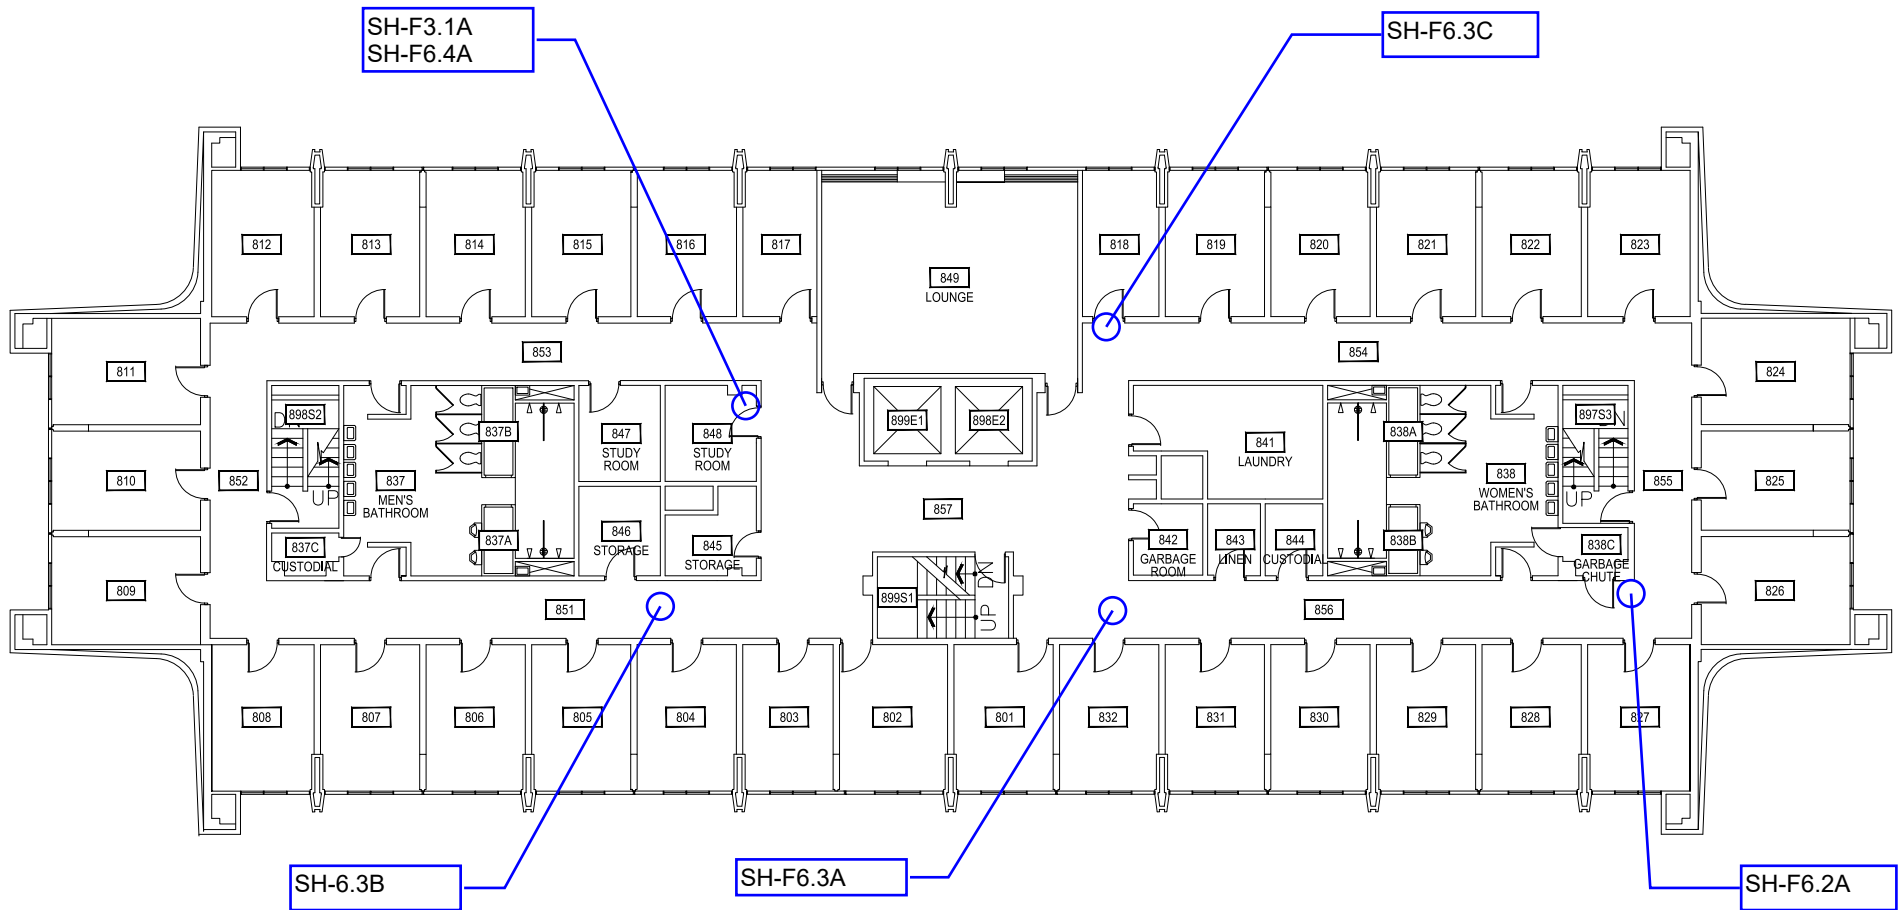 SH-F3.1A
SH-F6.4A
SH-F6.3C
812
813
814
815
816
817
849
LOUNGE
818
819
820
821
822
823
811
853
854
824
898S2
DN
UP
837B
847
STUDY
ROOM
848
STUDY
ROOM
899E1
898E2
841
LAUNDRY
838A
897S3
DN
UP
810
852
837
MEN'S
BATHROOM
838
WOMEN'S
BATHROOM
855
825
857
837C
CUSTODIAL
837A
846
STORAGE
845
STORAGE
842
GARBAGE
ROOM
843
LINEN
844
CUSTODIAL
838B
838C
GARBAGE
CHUTE
809
851
899S1
UP
DN
856
826
808
807
806
805
804
803
802
801
832
831
830
829
828
827
SH-6.3B
SH-F6.3A
SH-F6.2A